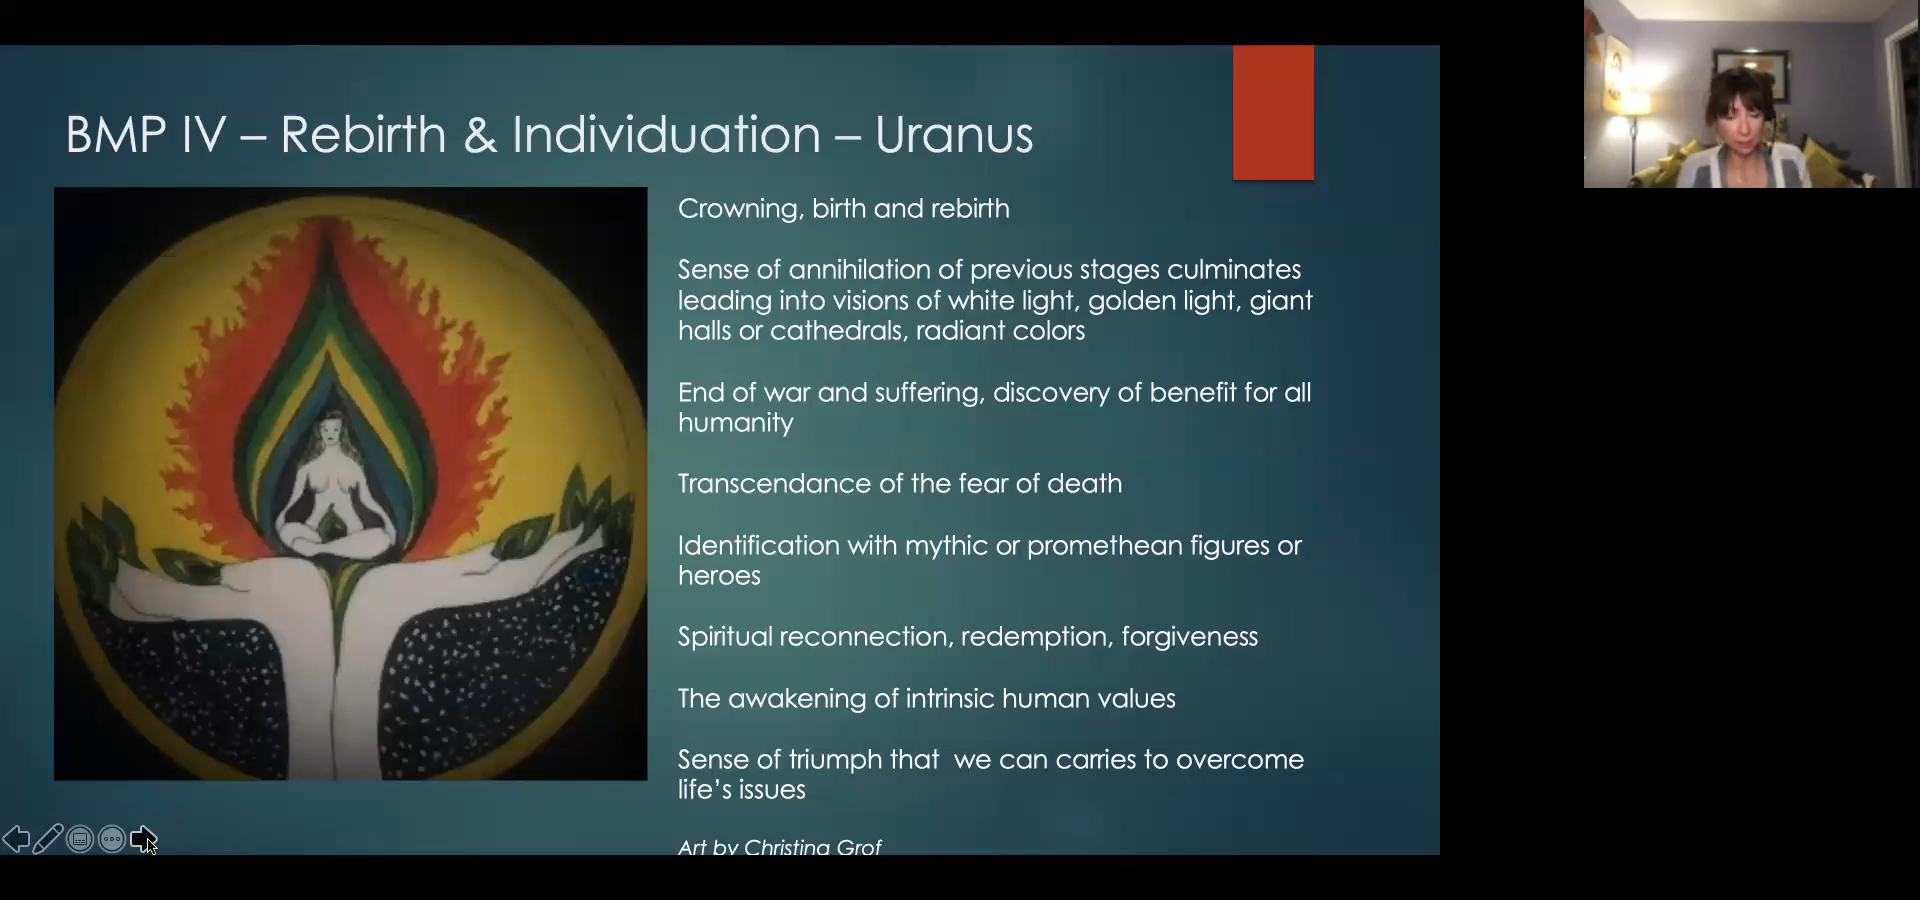 BMP IV – Rebirth & Individuation – Uranus
Crowning, birth and rebirth
Sense of annihilation of previous stages culminates
leading into visions of white light, golden light, giant
halls or cathedrals, radiant colors
End of war and suffering, discovery of benefit for all
humanity
Transcendance of the fear of death
Identification with mythic or promethean figures or
heroes
Spiritual reconnection, redemption, forgiveness
The awakening of intrinsic human values
Sense of triumph that  we can carries to overcome
life’s issues
Art by Christina Grof